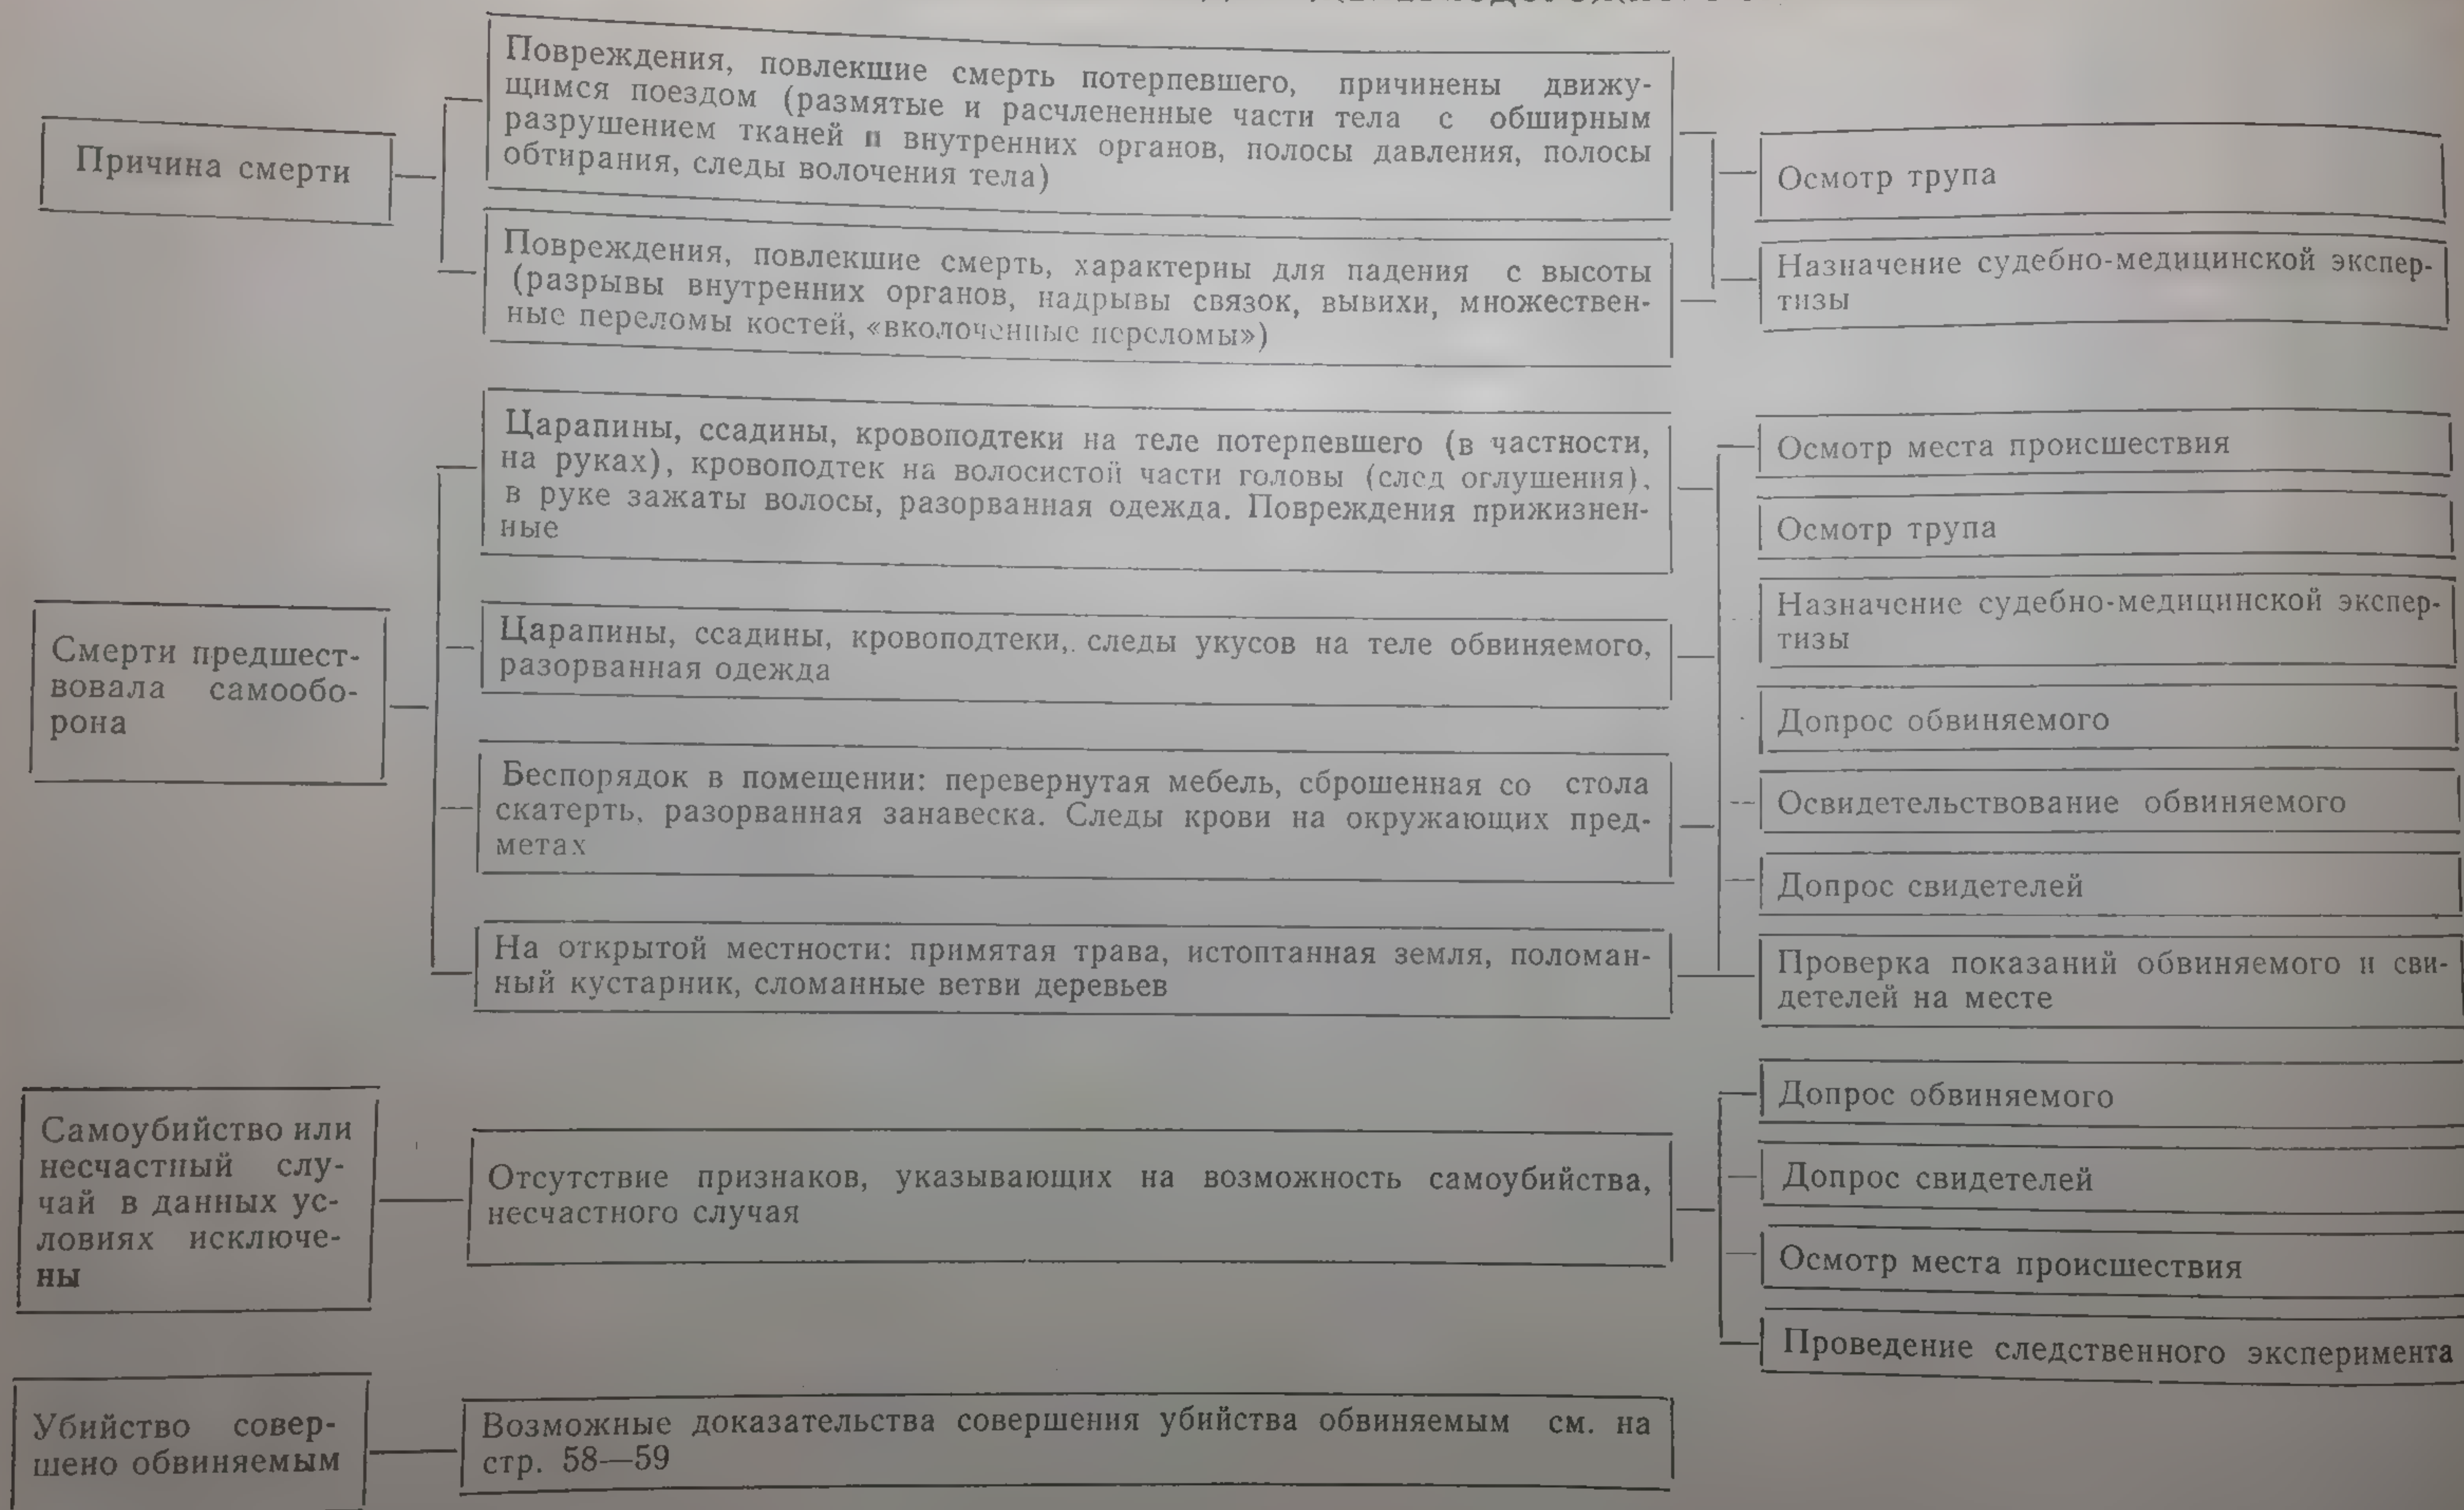 Причина смерти
Повреждения, повлекшие смерть потерпевшего, причинены движу-
щимся поездом (размятые и расчлененные части тела с обширным
разрушением тканей и внутренних органов, полосы давления, полосы
обтирания, следы волочения тела)
Повреждения, повлекшие смерть, характерны для падения с высоты
(разрывы внутренних органов, надрывы связок, вывихи, множествен-
ные переломы костей, «вколоченные переломы»)
Осмотр трупа
Назначение судебно-медицинской экспер-
тизы
Смерти предшест-
вовала самообо-
рона
Царапины, ссадины, кровоподтеки на теле потерпевшего (в частности,
на руках), кровоподтек на волосистой части головы (след оглушения),
в руке зажаты волосы, разорванная одежда. Повреждения прижизнен-
ные
Царапины, ссадины, кровоподтеки, следы укусов на теле обвиняемого,
разорванная одежда
Беспорядок в помещении: перевернутая мебель, сброшенная со стола
скатерть, разорванная занавеска. Следы крови на окружающих пред-
метах
На открытой местности: примятая трава, истоптанная земля, поломан-
ный кустарник, сломанные ветви деревьев
Осмотр места происшествия
Осмотр трупа
Назначение судебно-медицинской экспер-
тизы
Допрос обвиняемого
Освидетельствование обвиняемого
Допрос свидетелей
Проверка показаний обвиняемого и сви-
детелей на месте
Самоубийство или
несчастный слу-
чай в данных ус-
ловиях исключе-
ны
Отсутствие признаков, указывающих на возможность самоубийства,
несчастного случая
Допрос обвиняемого
Допрос свидетелей
Осмотр места происшествия
Проведение следственного эксперимента
Убийство совер-
шено обвиняемым
Возможные доказательства совершения убийства обвиняемым см. на
стр. 58—59